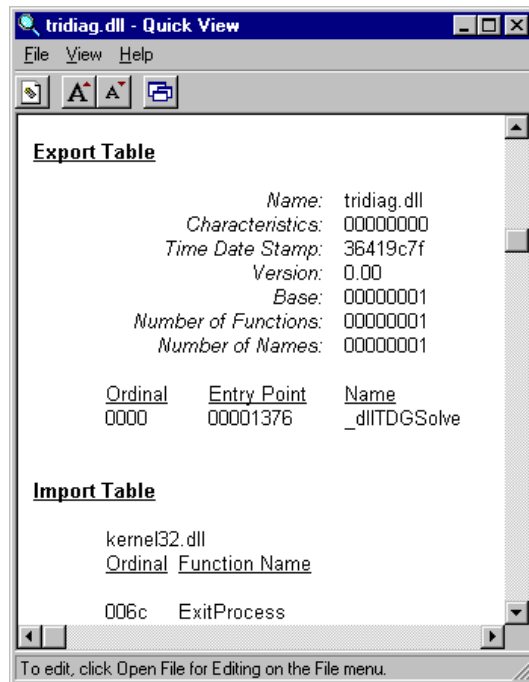 tridiag.dll - Quick View
File View Help
Export Table
Name: tridiag.dll
Characteristics: 00000000
Time Date Stamp: 36419c7f
Version: 0.00
Base: 00000001
Number of Functions: 00000001
Number of Names: 00000001
Ordinal Entry Point Name
0000 00001376 _dllTDGSolve
Import Table
kernel32.dll
Ordinal Function Name
006c ExitProcess
To edit, click Open File for Editing on the File menu.